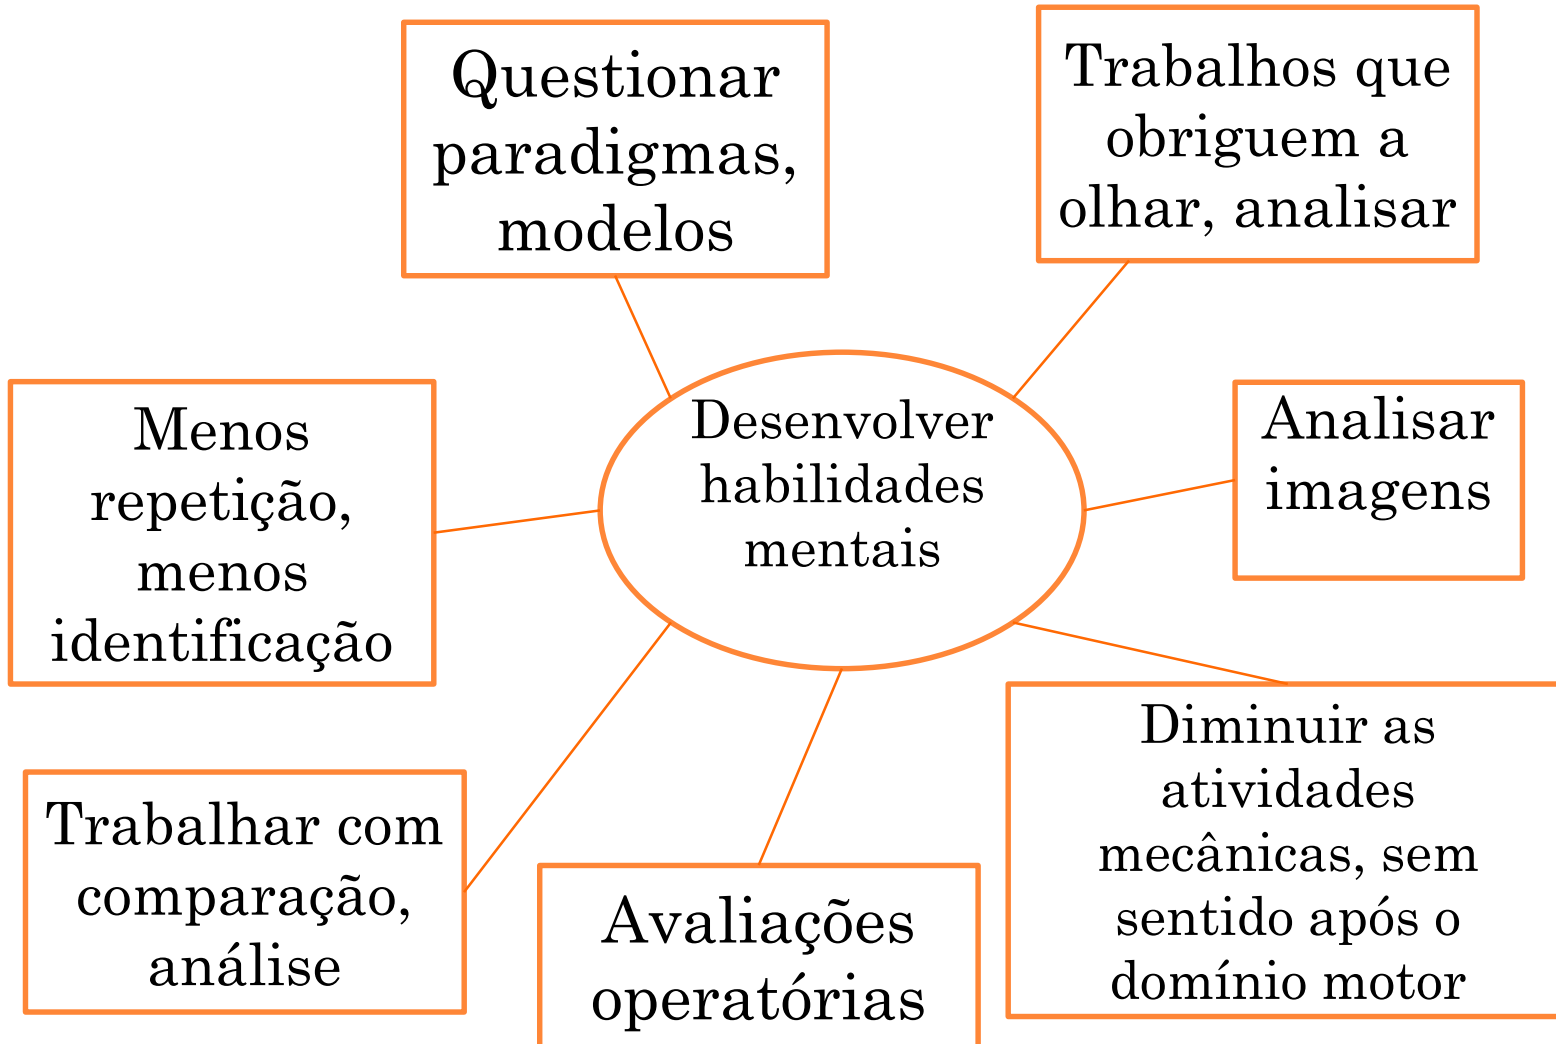 Questionar
paradigmas,
modelos
Trabalhos que
obriguem a
olhar, analisar
Desenvolver
habilidades
mentais
Menos
repetição,
menos
identificação
Analisar
imagens
Trabalhar com
comparação,
análise
Avaliações
operatórias
Diminuir as
atividades
mecânicas, sem
sentido após o
domínio motor